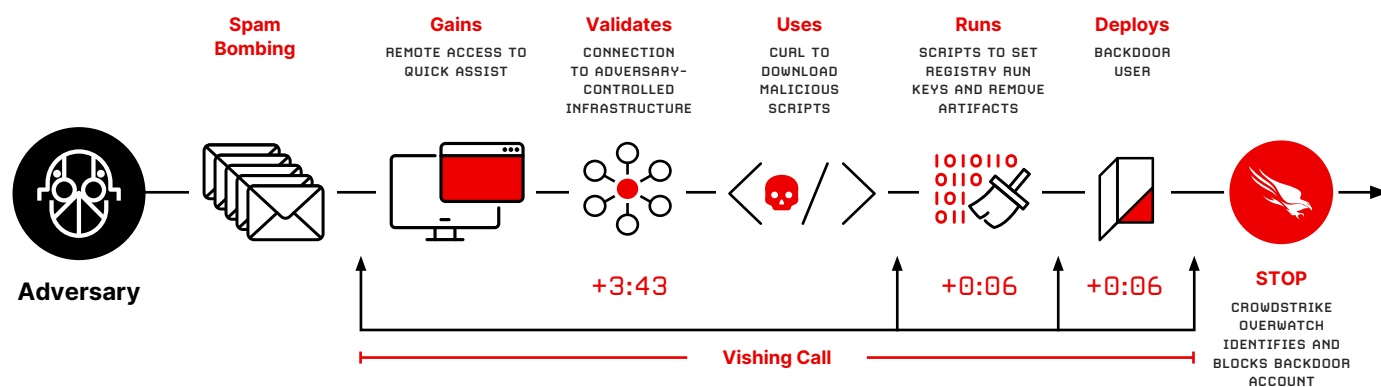 Spam
Bombing
Gains
REMOTE ACCESS TO
QUICK ASSIST
Validates
CONNECTION
TO ADVERSARY-
CONTROLLED
INFRASTRUCTURE
Uses
CURL TO
DOWNLOAD
MALICIOUS
SCRIPTS
Runs
SCRIPTS TO SET
REGISTRY RUN
KEYS AND REMOVE
ARTIFACTS
Deploys
BACKDOOR
USER
1010110
0110
010
011
Adversary
+3:43
+0:06
+0:06
STOP
CROWDSTRIKE
OVERWATCH
IDENTIFIES AND
BLOCKS BACKDOOR
ACCOUNT
Vishing Call